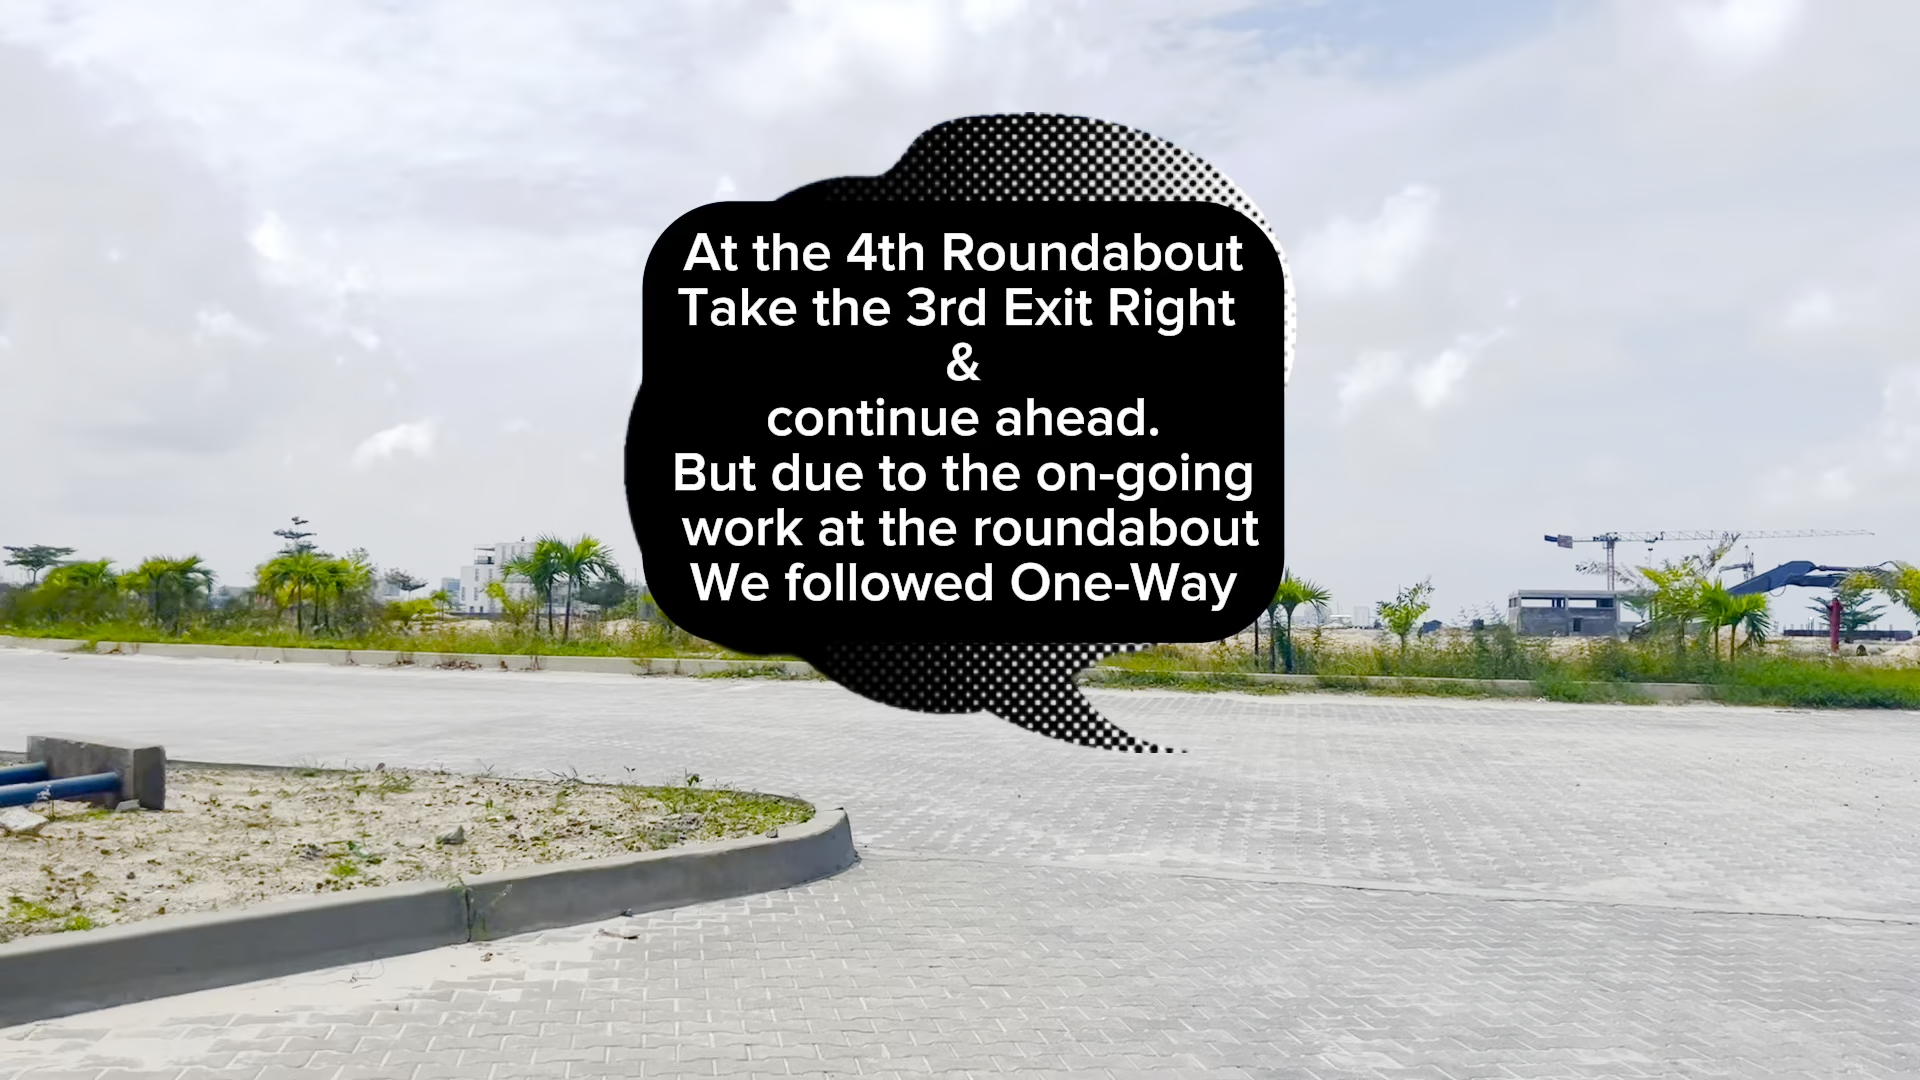 At the 4th Roundabout
Take the 3rd Exit Right
&
continue ahead.
But due to the on-going
work at the roundabout
We followed One-Way